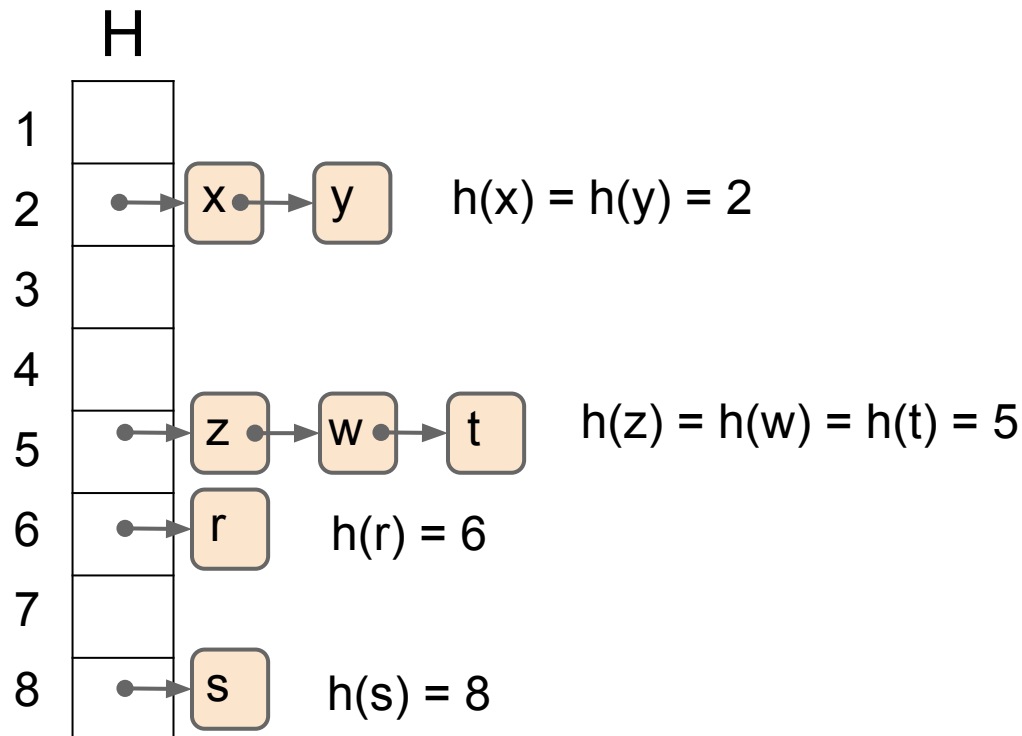 H
1
2 x y h(x) = h(y) = 2
3
4
5 z w t h(z) = h(w) = h(t) = 5
6 r h(r) = 6
7
8 s h(s) = 8